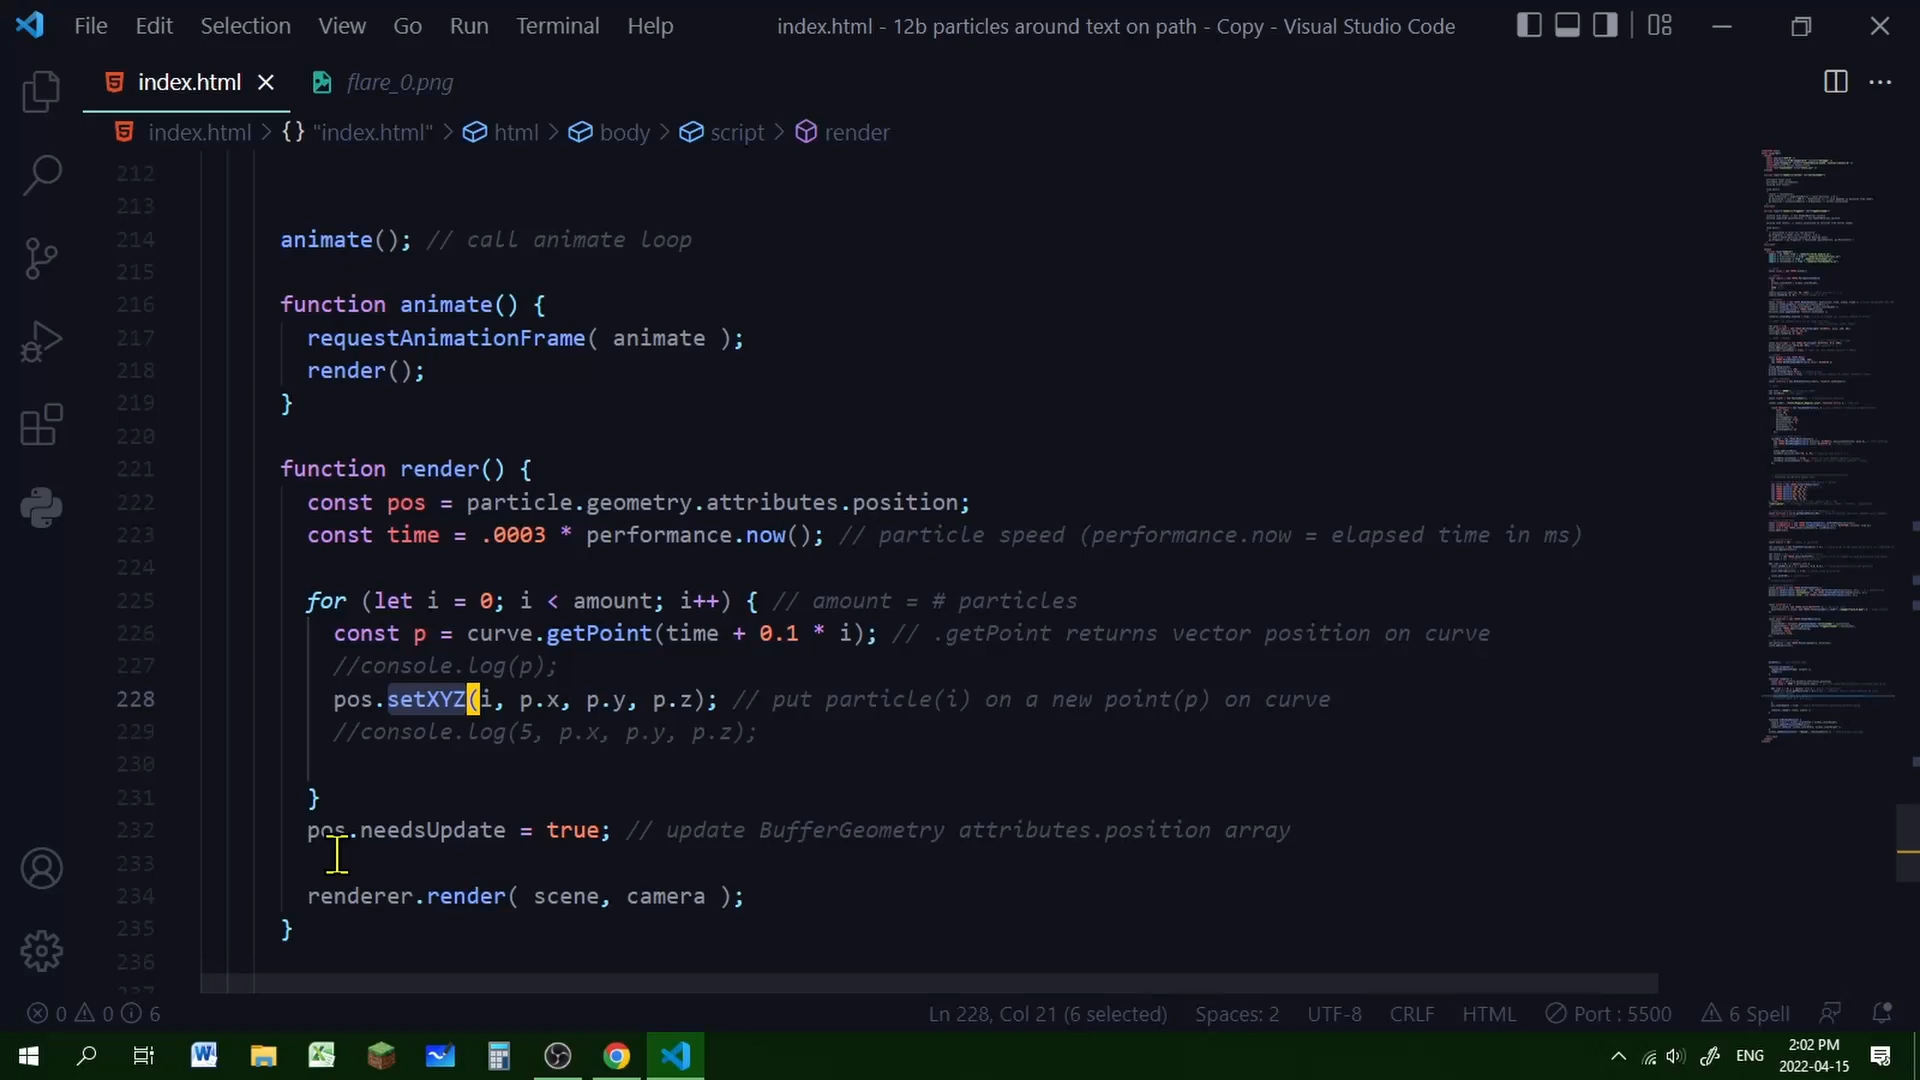 File Edit Selection View Go Run Terminal Help index.html - 12b particles around text on path - Copy - Visual Studio Code
index.html flare_0.png
index.html > {} "index.html" > html > body > script > render
212
213
214 animate(); // call animate loop
215
216 function animate() {
217 requestAnimationFrame( animate );
218 render();
219 }
220
221 function render() {
222 const pos = particle.geometry.attributes.position;
223 const time = .0003 * performance.now(); // particle speed (performance.now = elapsed time in ms)
224
225 for (let i = 0; i < amount; i++) { // amount = # particles
226 const p = curve.getPoint(time + 0.1 * i); // .getPoint returns vector position on curve
227 //console.log(p);
228 pos.setXYZ(i, p.x, p.y, p.z); // put particle(i) on a new point(p) on curve
229 //console.log(5, p.x, p.y, p.z);
230
231 }
232 pos.needsUpdate = true; // update BufferGeometry attributes.position array
233
234 renderer.render( scene, camera );
235 }
236
0 0 6 Ln 228, Col 21 (6 selected) Spaces: 2 UTF-8 CRLF HTML Port : 5500 6 Spell
ENG 2:02 PM
2022-04-15